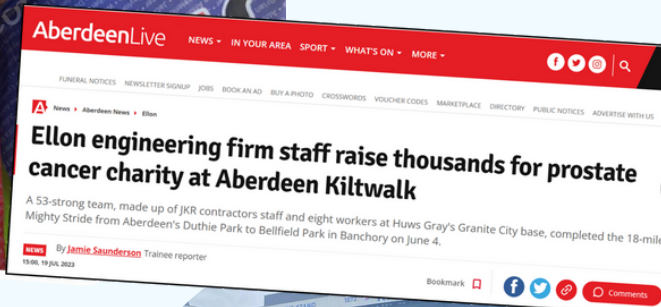 AberdeenLive NEWS IN YOUR AREA SPORT WHAT'S ON MORE
FUNERAL NOTICES NEWSLETTER SIGNUP JOBS BOOK AN AD BUY A PHOTO CROSSWORDS VOUCHER CODES MARKETPLACE DIRECTORY PUBLIC NOTICES ADVERTISE WITH US
A News Aberdeen News Ellon
Ellon engineering firm staff raise thousands for prostate
cancer charity at Aberdeen Kiltwalk
A 53-strong team, made up of JKR contractors staff and eight workers at Huws Gray's Granite City base, completed the 18-mile
Mighty Stride from Aberdeen's Duthie Park to Bellfield Park in Banchory on June 4.
NEWS By Jamie Saunderson Trainee reporter
15:00, 19 JUL 2023
Bookmark Comments